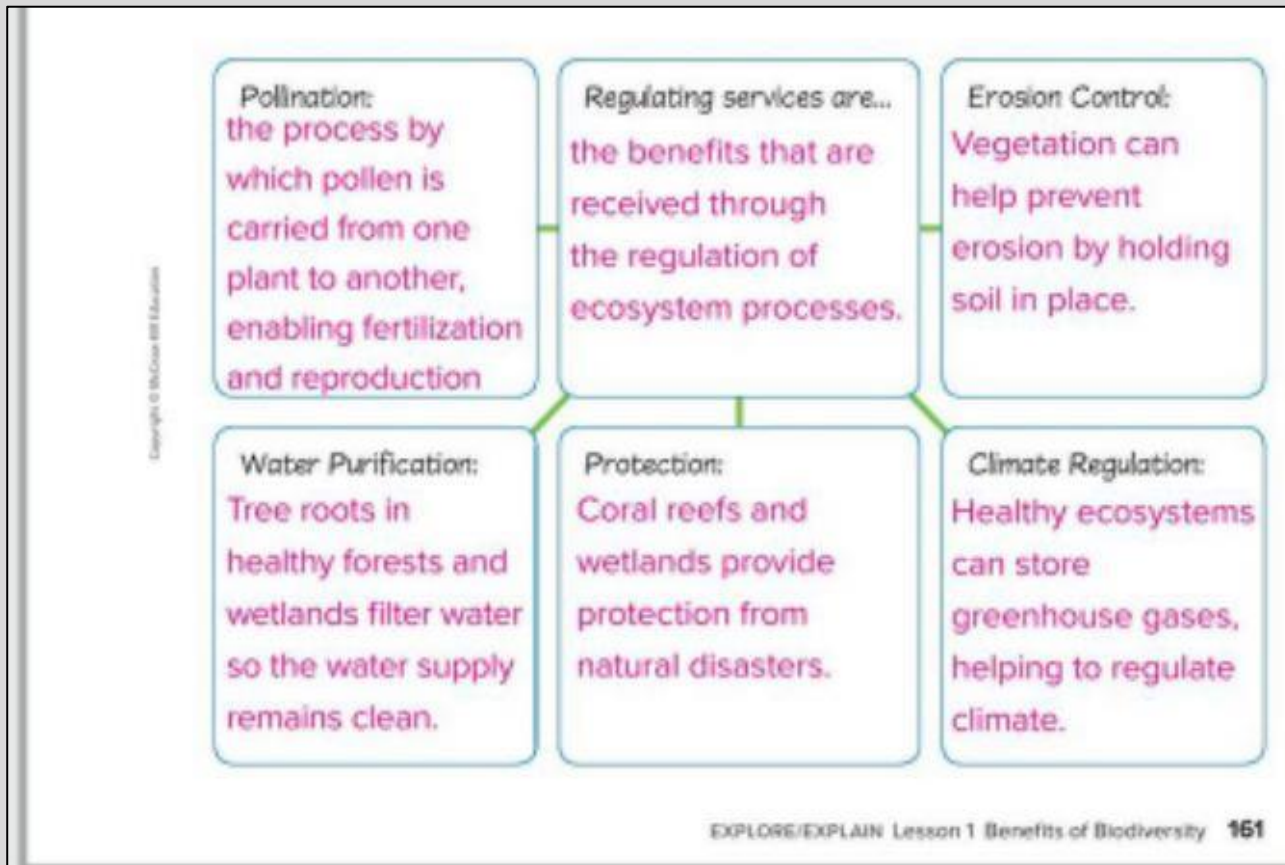 Pollination:
the process by
which pollen is
carried from one
plant to another,
enabling fertilization
and reproduction
Regulating services are...
the benefits that are
received through
the regulation of
ecosystem processes.
Erosion Control:
Vegetation can
help prevent
erosion by holding
soil in place.
Copyright © McGraw-Hill Education
Water Purification:
Tree roots in
healthy forests and
wetlands filter water
so the water supply
remains clean.
Protection:
Coral reefs and
wetlands provide
protection from
natural disasters.
Climate Regulation:
Healthy ecosystems
can store
greenhouse gases,
helping to regulate
climate.
EXPLORE/EXPLAIN Lesson 1 Benefits of Biodiversity 161